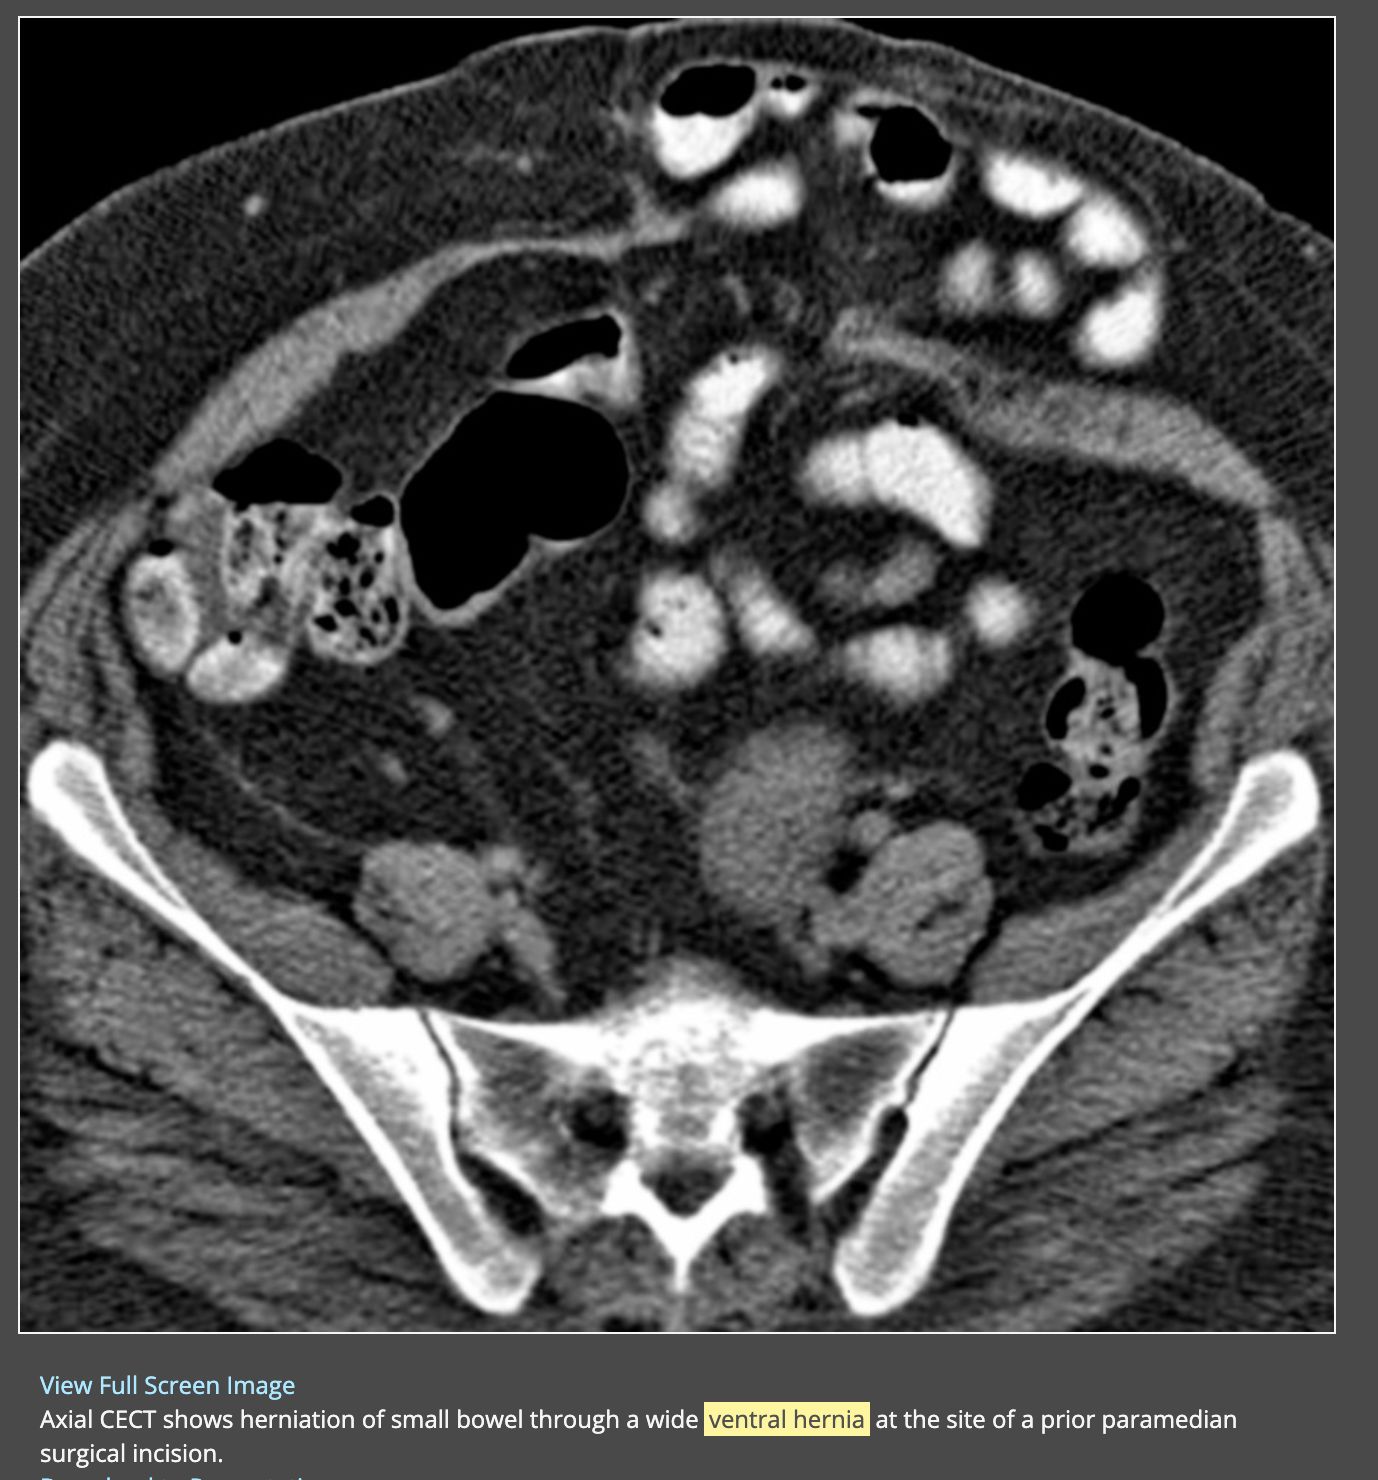 View Full Screen Image
Axial CECT shows herniation of small bowel through a wide ventral hernia at the site of a prior paramedian
surgical incision.